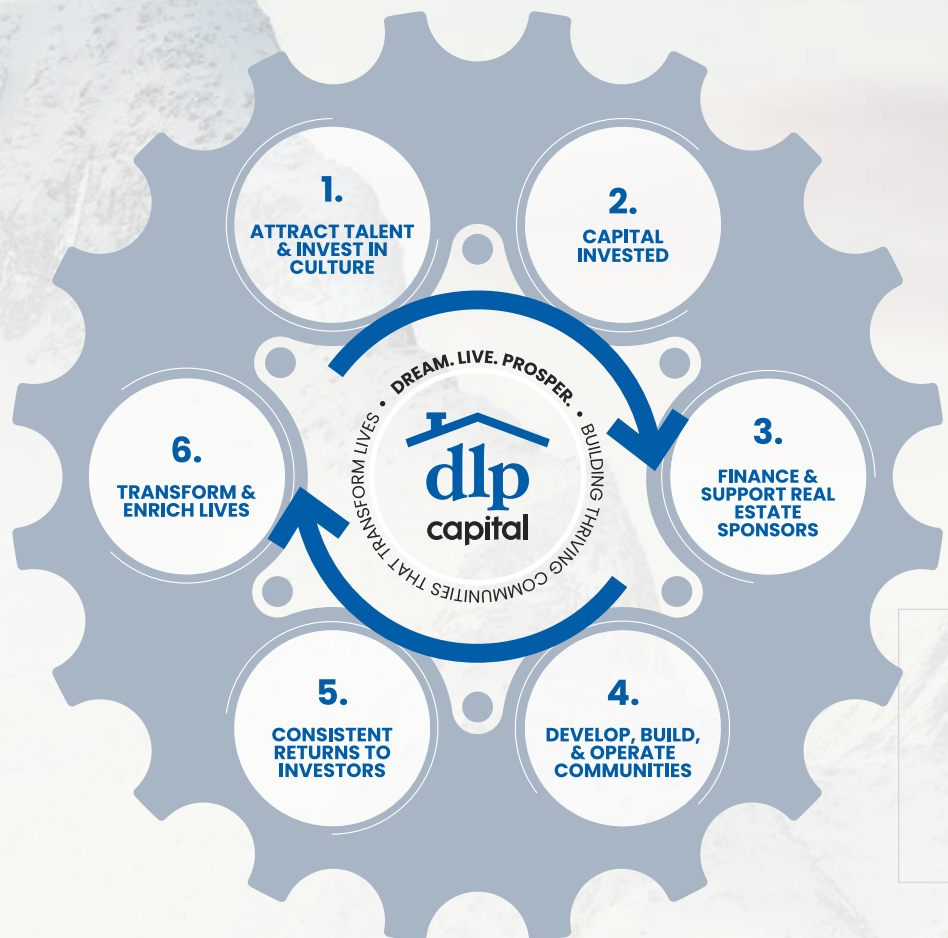 1.
ATTRACT TALENT
& INVEST IN
CULTURE
2.
CAPITAL
INVESTED
3.
FINANCE &
SUPPORT REAL
ESTATE
SPONSORS
4.
DEVELOP, BUILD,
& OPERATE
COMMUNITIES
5.
CONSISTENT
RETURNS TO
INVESTORS
6.
TRANSFORM &
ENRICH LIVES
DREAM. LIVE. PROSPER. • BUILDING THRIVING COMMUNITIES THAT TRANSFORM LIVES •
dlp
capital